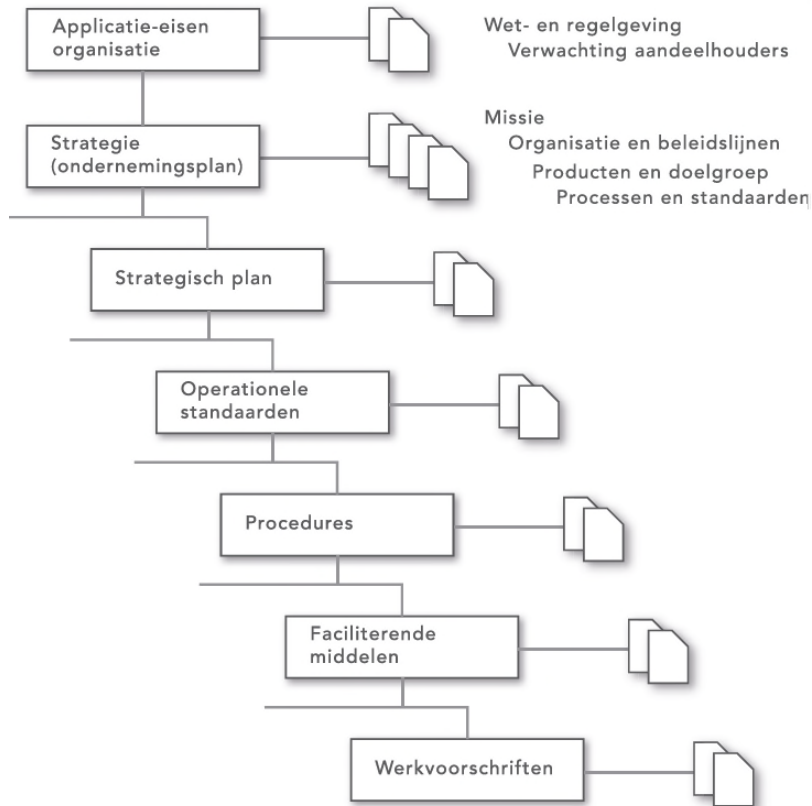 Applicatie-eisen
organisatie
Wet- en regelgeving
Verwachting aandeelhouders
Strategie
(ondernemingsplan)
Missie
Organisatie en beleidslijnen
Producten en doelgroep
Processen en standaarden
Strategisch plan
Operationele
standaarden
Procedures
Faciliterende
middelen
Werkvoorschriften